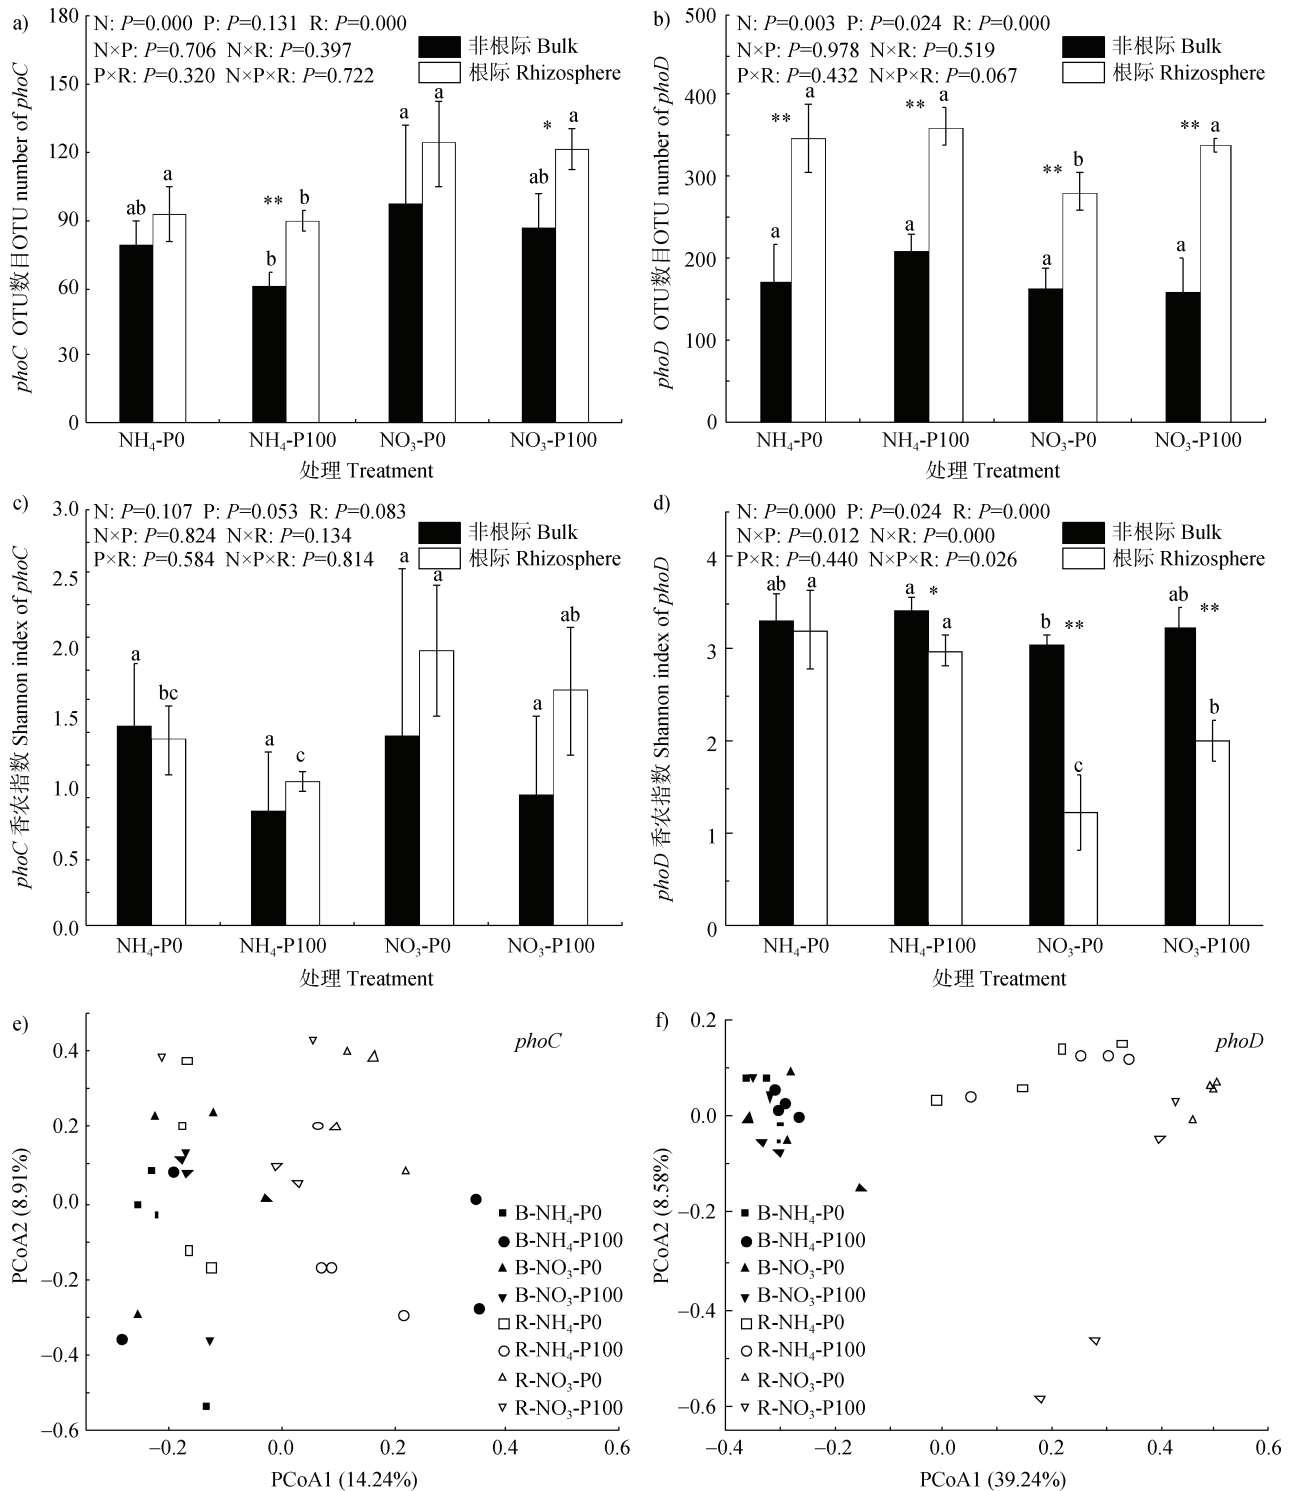 a)
180
150
120
90
60
30
0
phoC OTU数目OTU number of phoC
N: P=0.000 P: P=0.131 R: P=0.000
N×P: P=0.706 N×R: P=0.397
P×R: P=0.320 N×P×R: P=0.722
非根际 Bulk
根际 Rhizosphere
ab a
b ** b
a a
ab * a
NH₄-P0 NH₄-P100 NO₃-P0 NO₃-P100
处理 Treatment
b)
500
400
300
200
100
0
phoD OTU数目OTU number of phoD
N: P=0.003 P: P=0.024 R: P=0.000
N×P: P=0.978 N×R: P=0.519
P×R: P=0.432 N×P×R: P=0.067
非根际 Bulk
根际 Rhizosphere
a ** a
a ** a
a ** b
a ** a
NH₄-P0 NH₄-P100 NO₃-P0 NO₃-P100
处理 Treatment
c)
3.0
2.5
2.0
1.5
1.0
0.5
0.0
phoC 香农指数 Shannon index of phoC
N: P=0.107 P: P=0.053 R: P=0.083
N×P: P=0.824 N×R: P=0.134
P×R: P=0.584 N×P×R: P=0.814
非根际 Bulk
根际 Rhizosphere
a bc
a c
a a
a ab
NH₄-P0 NH₄-P100 NO₃-P0 NO₃-P100
处理 Treatment
d)
4
3
2
1
0
phoD 香农指数 Shannon index of phoD
N: P=0.000 P: P=0.024 R: P=0.000
N×P: P=0.012 N×R: P=0.000
P×R: P=0.440 N×P×R: P=0.026
非根际 Bulk
根际 Rhizosphere
ab a
a * a
b ** c
ab ** b
NH₄-P0 NH₄-P100 NO₃-P0 NO₃-P100
处理 Treatment
e)
phoC
0.4
0.2
0.0
−0.2
−0.4
−0.6
PCoA2 (8.91%)
B-NH₄-P0
B-NH₄-P100
B-NO₃-P0
B-NO₃-P100
R-NH₄-P0
R-NH₄-P100
R-NO₃-P0
R-NO₃-P100
−0.2 0.0 0.2 0.4 0.6
PCoA1 (14.24%)
f)
phoD
0.2
0.0
−0.2
−0.4
−0.6
PCoA2 (8.58%)
B-NH₄-P0
B-NH₄-P100
B-NO₃-P0
B-NO₃-P100
R-NH₄-P0
R-NH₄-P100
R-NO₃-P0
R-NO₃-P100
−0.4 −0.2 0.0 0.2 0.4 0.6
PCoA1 (39.24%)